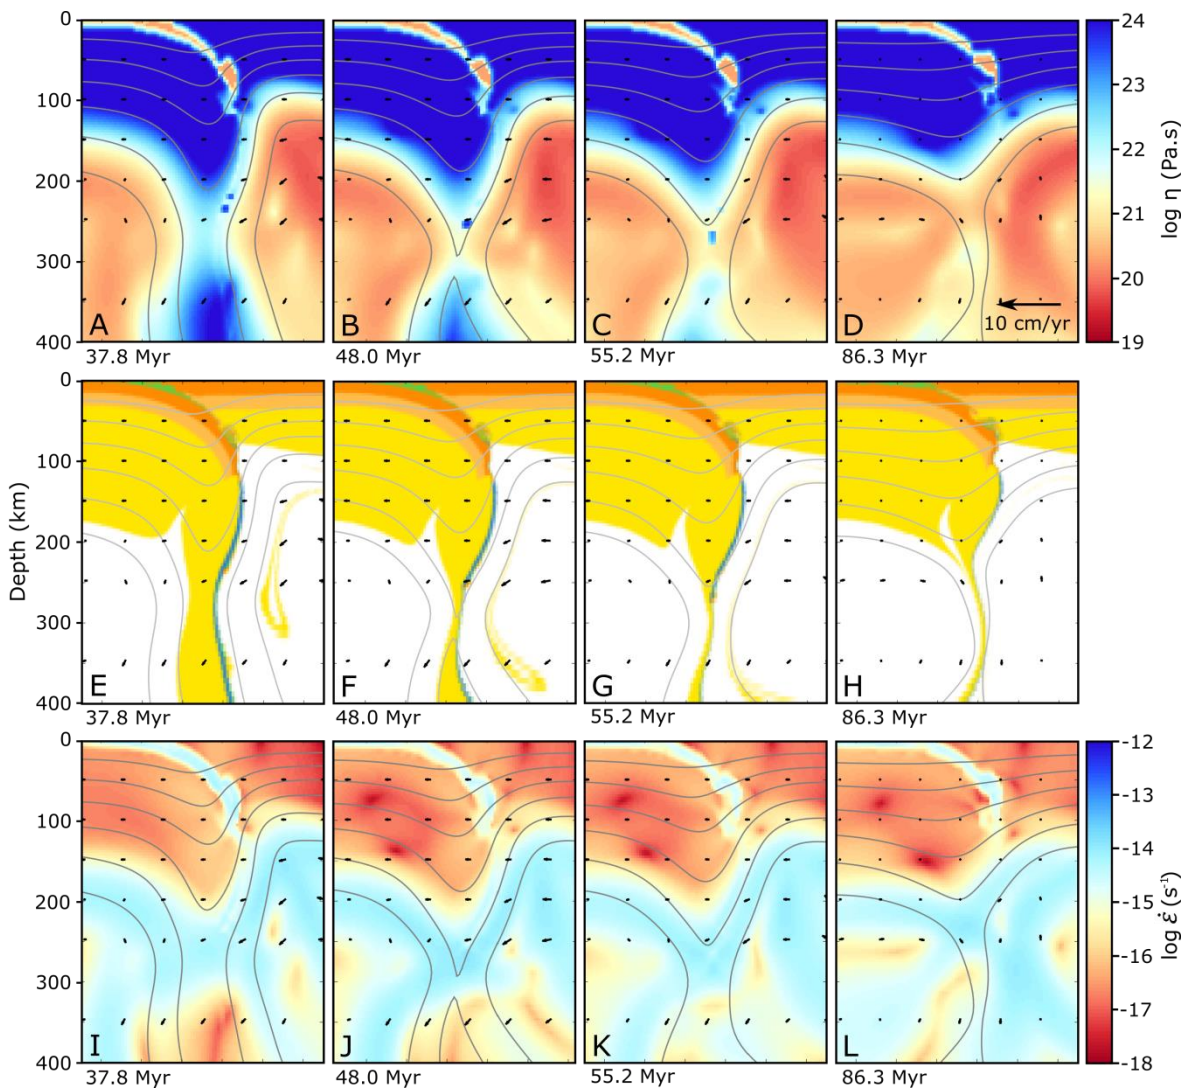 0
100
200
300
400
A
B
C
D
10 cm/yr
37.8 Myr
48.0 Myr
55.2 Myr
86.3 Myr
24
23
22
21
20
19
log η (Pa.s)
Depth (km)
0
100
200
300
400
E
F
G
H
37.8 Myr
48.0 Myr
55.2 Myr
86.3 Myr
0
100
200
300
400
I
J
K
L
37.8 Myr
48.0 Myr
55.2 Myr
86.3 Myr
-12
-13
-14
-15
-16
-17
-18
log ε̇ (s⁻¹)